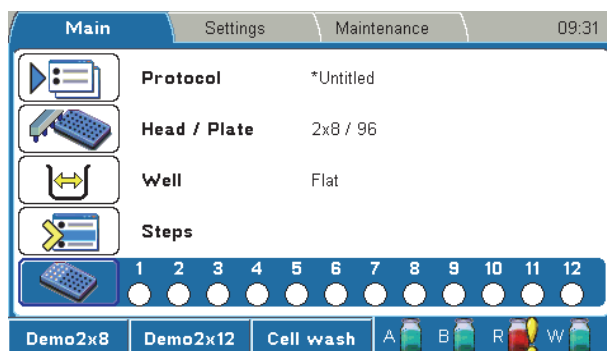 Main Settings Maintenance 09:31
Protocol *Untitled
Head / Plate 2x8 / 96
Well Flat
Steps
1 2 3 4 5 6 7 8 9 10 11 12
Demo2x8 Demo2x12 Cell wash A B R W